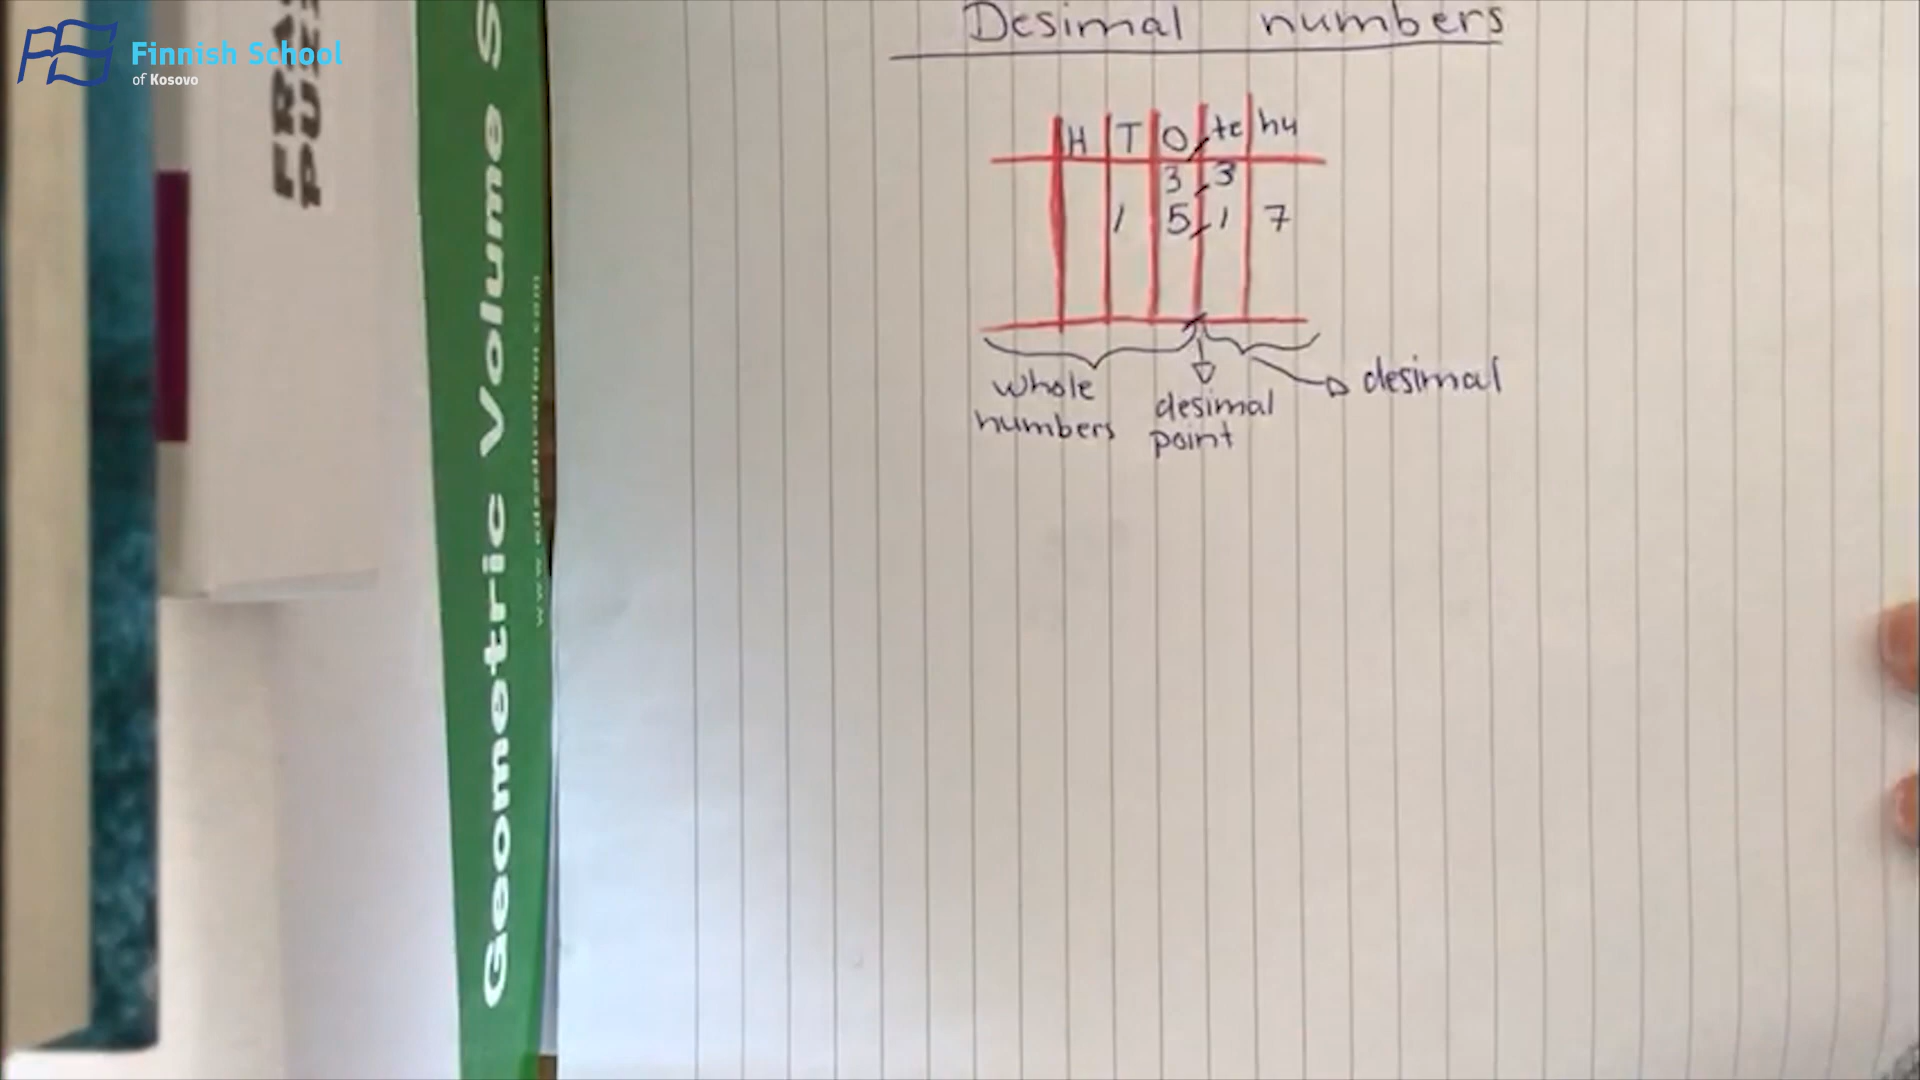 Finnish School
of Kosovo
Geometric Volume S
Desimal numbers
H T O, te hu
3, 3
1 5, 1 7
whole
numbers
desimal
point
desimal